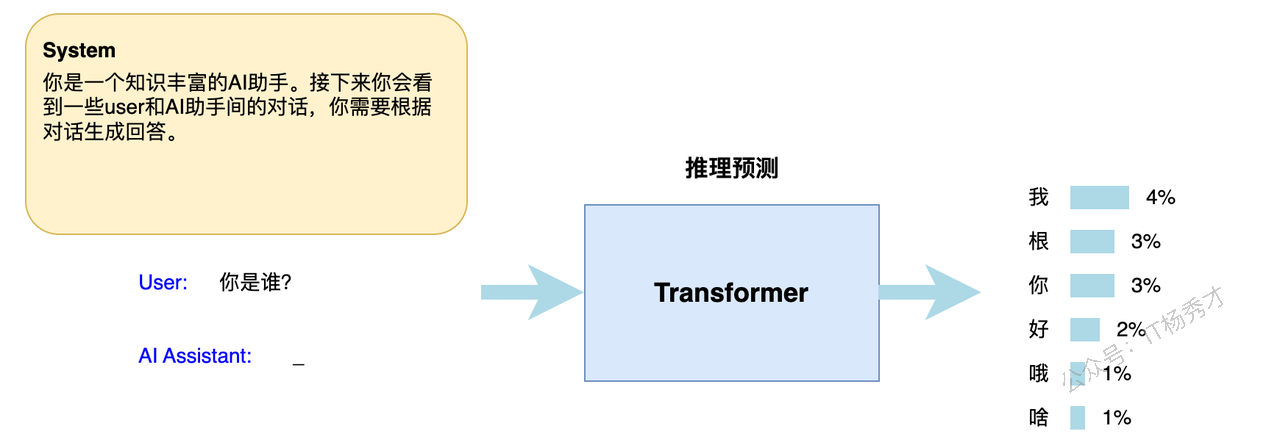 System
你是一个知识丰富的AI助手。接下来你会看
到一些user和AI助手间的对话，你需要根据
对话生成回答。
User: 你是谁?
AI Assistant: _
推理预测
Transformer
我 4%
根 3%
你 3%
好 2%
哦 1%
啥 1%
公众号：IT杨秀才